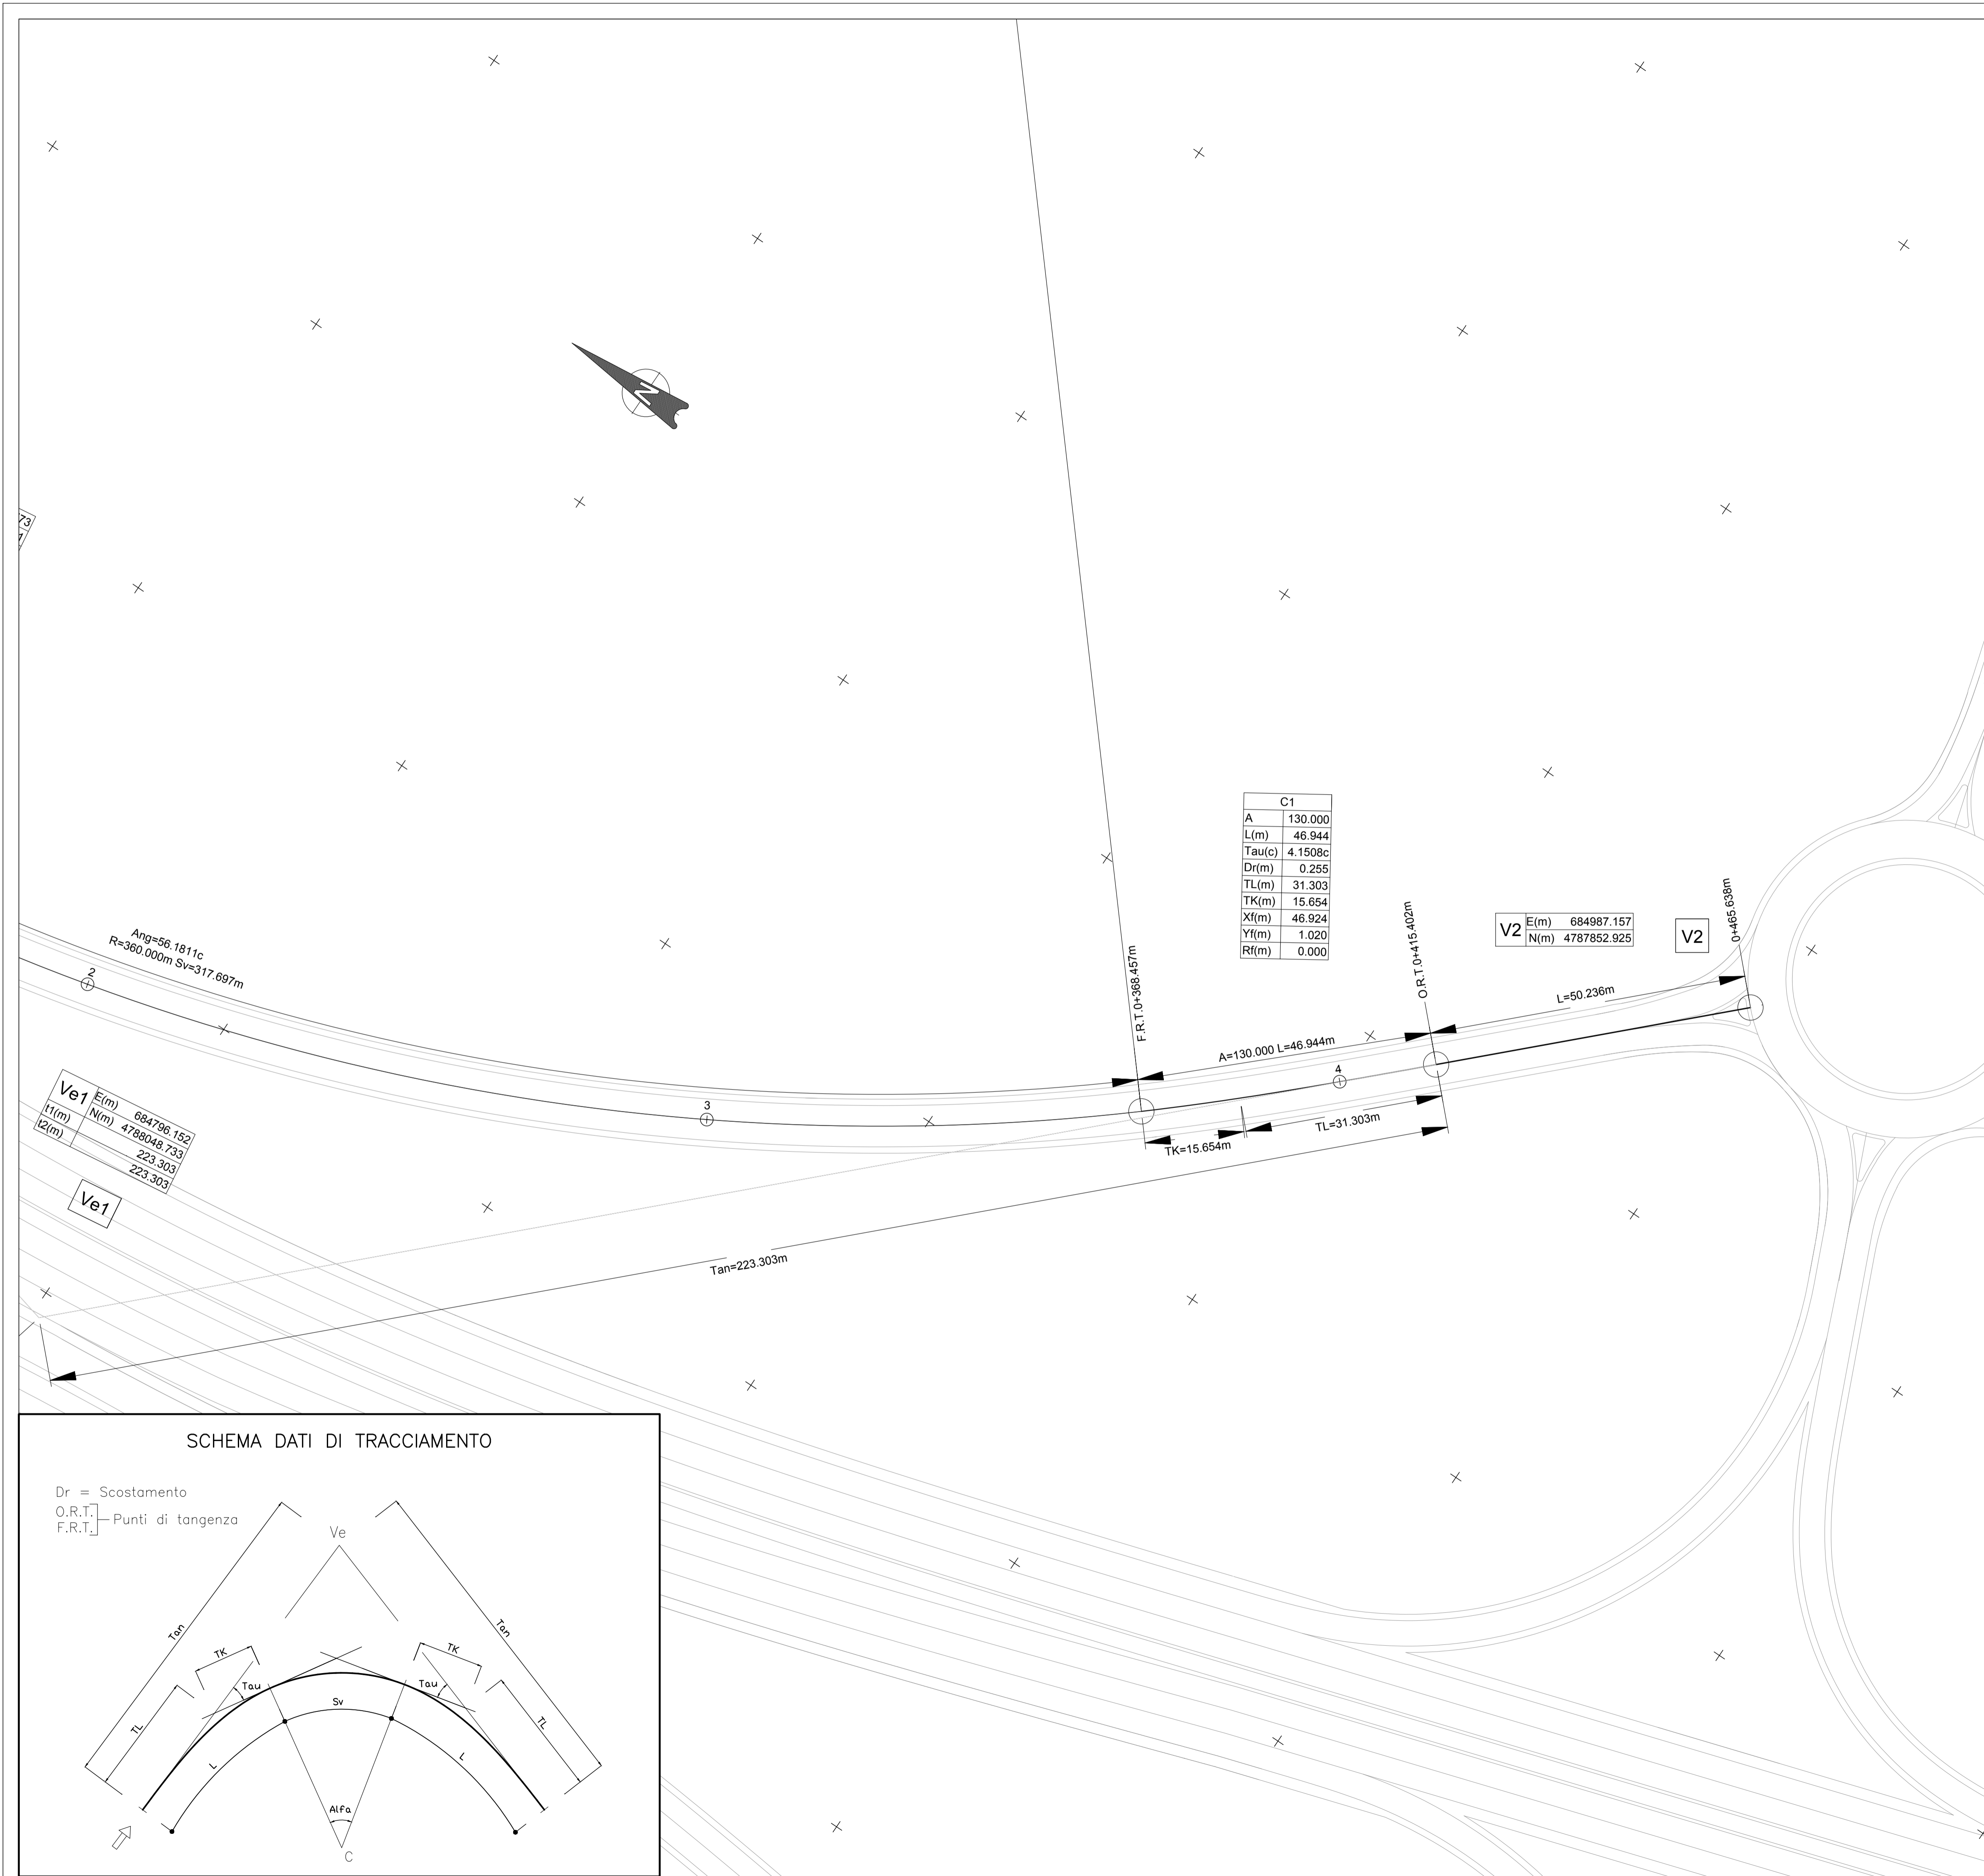 N
73
1
Ang=56.1811c
R=360.000m Sv=317.697m
2
3
4
C1
A 130.000
L(m) 46.944
Tau(c) 4.1508c
Dr(m) 0.255
TL(m) 31.303
TK(m) 15.654
Xf(m) 46.924
Yf(m) 1.020
Rf(m) 0.000
F.R.T.0+368.457m
O.R.T.0+415.402m
0+465.638m
V2 E(m) 684987.157
N(m) 4787852.925
V2
A=130.000 L=46.944m
L=50.236m
TK=15.654m
TL=31.303m
Tan=223.303m
Ve1 E(m) 684796.152
N(m) 4788048.733
t1(m) 223.303
t2(m) 223.303
Ve1
SCHEMA DATI DI TRACCIAMENTO
Dr = Scostamento
O.R.T.
F.R.T.
Punti di tangenza
Ve
Tan
Tan
TK
TK
Tau
Tau
TL
TL
Sv
L
L
Alfa
C